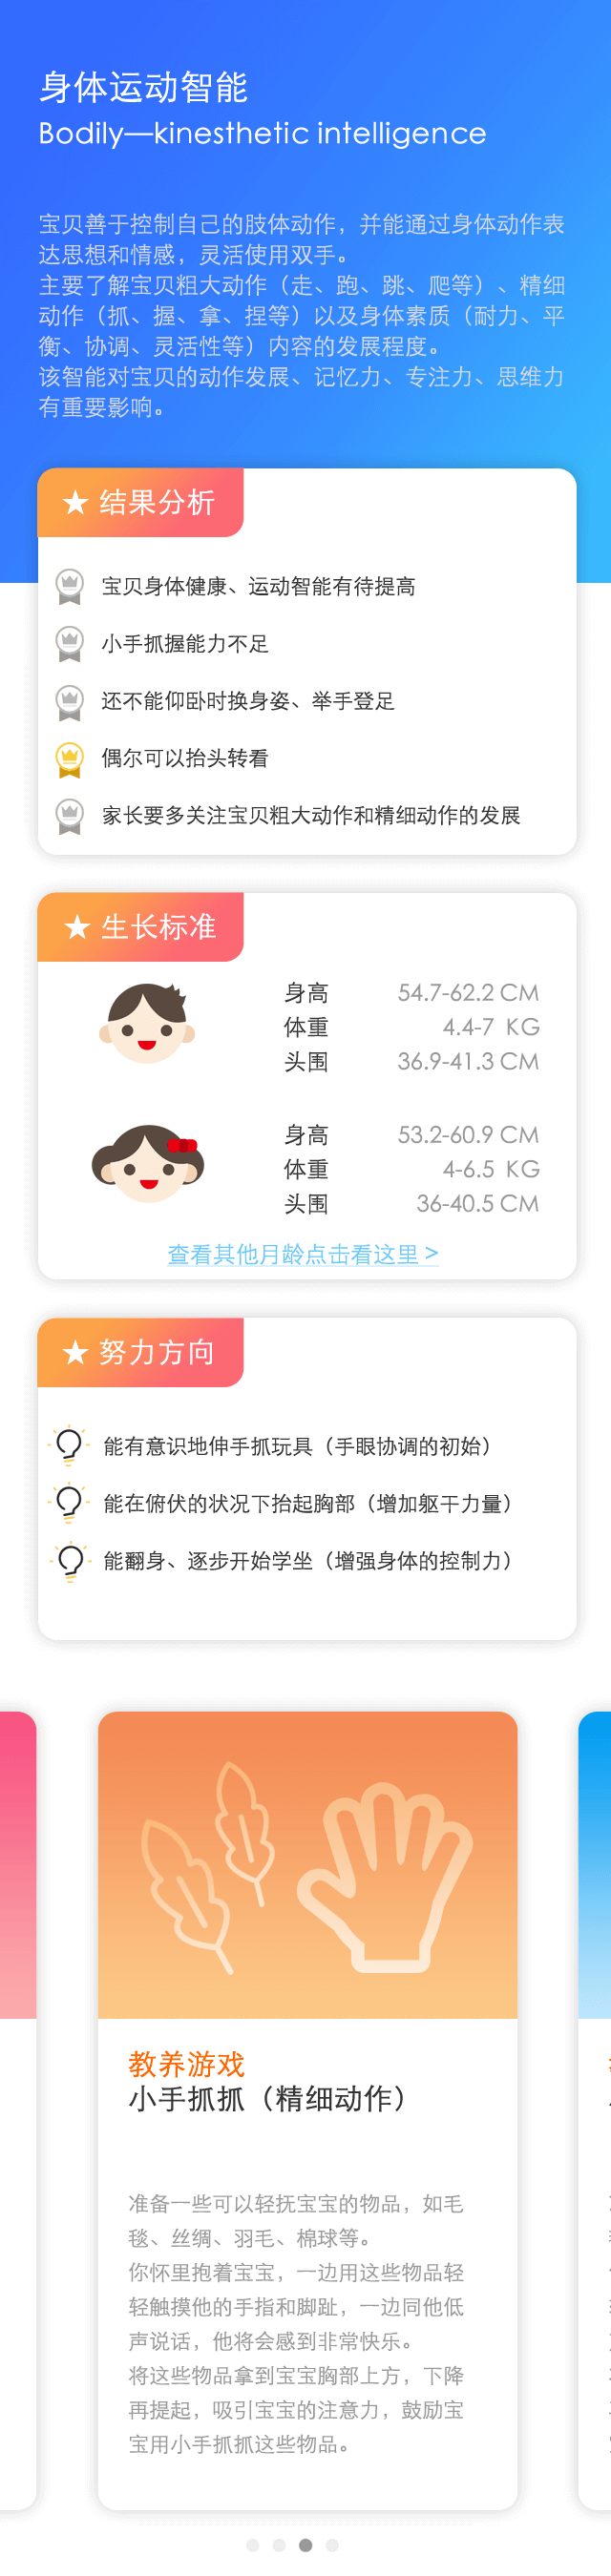 身体运动智能
Bodily—kinesthetic intelligence
宝贝善于控制自己的肢体动作，并能通过身体动作表
达思想和情感，灵活使用双手。
主要了解宝贝粗大动作（走、跑、跳、爬等）、精细
动作（抓、握、拿、捏等）以及身体素质（耐力、平
衡、协调、灵活性等）内容的发展程度。
该智能对宝贝的动作发展、记忆力、专注力、思维力
有重要影响。
★ 结果分析
宝贝身体健康、运动智能有待提高
小手抓握能力不足
还不能仰卧时换身姿、举手登足
偶尔可以抬头转看
家长要多关注宝贝粗大动作和精细动作的发展
★ 生长标准
身高 54.7-62.2 CM
体重 4.4-7 KG
头围 36.9-41.3 CM
身高 53.2-60.9 CM
体重 4-6.5 KG
头围 36-40.5 CM
查看其他月龄点击看这里 >
★ 努力方向
能有意识地伸手抓玩具（手眼协调的初始）
能在俯伏的状况下抬起胸部（增加躯干力量）
能翻身、逐步开始学坐（增强身体的控制力）
教养游戏
小手抓抓（精细动作）
准备一些可以轻抚宝宝的物品，如毛
毯、丝绸、羽毛、棉球等。
你怀里抱着宝宝，一边用这些物品轻
轻触摸他的手指和脚趾，一边同他低
声说话，他将会感到非常快乐。
将这些物品拿到宝宝胸部上方，下降
再提起，吸引宝宝的注意力，鼓励宝
宝用小手抓抓这些物品。